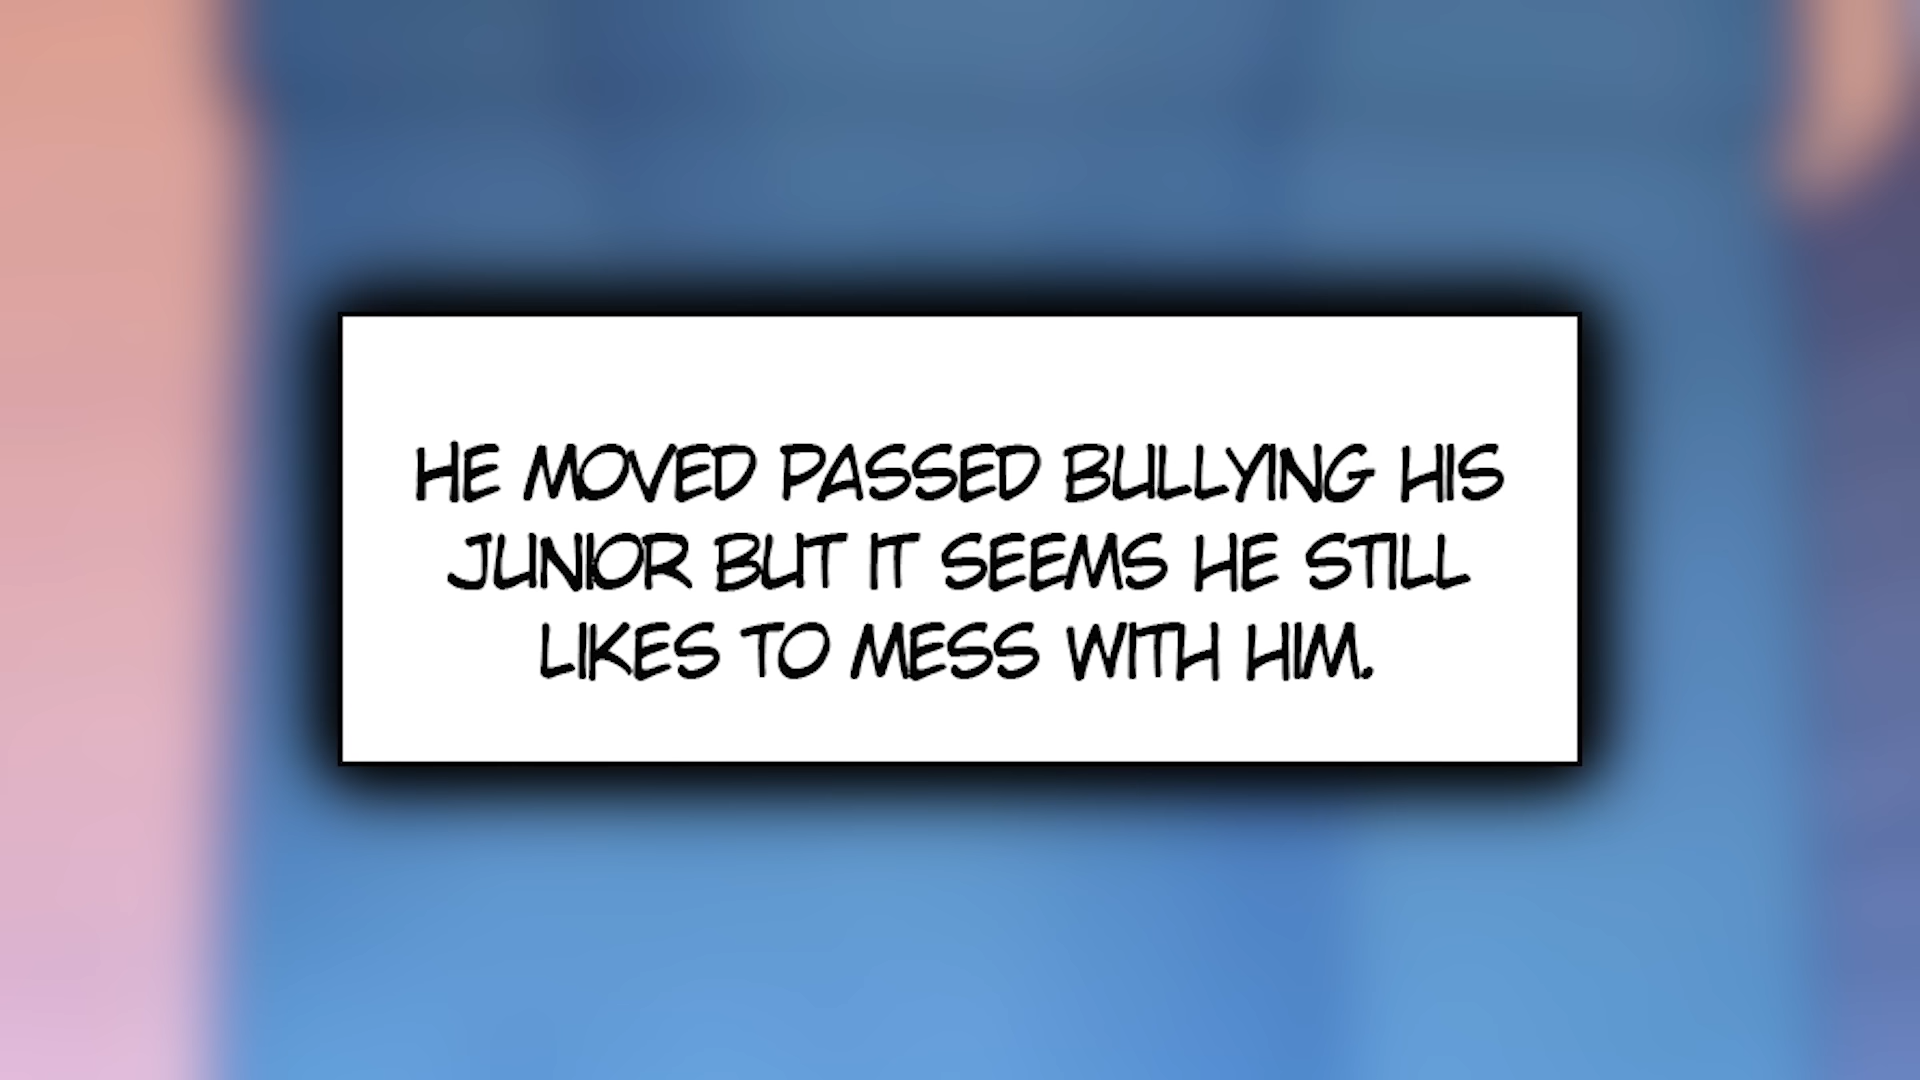 HE MOVED PASSED BULLYING HIS
JUNIOR BUT IT SEEMS HE STILL
LIKES TO MESS WITH HIM.